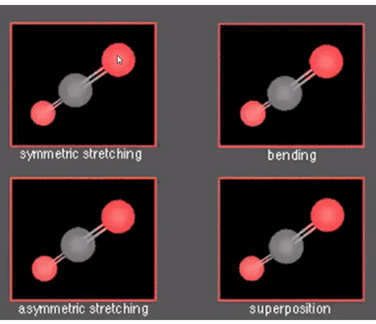 symmetric stretching
bending
asymmetric stretching
superposition